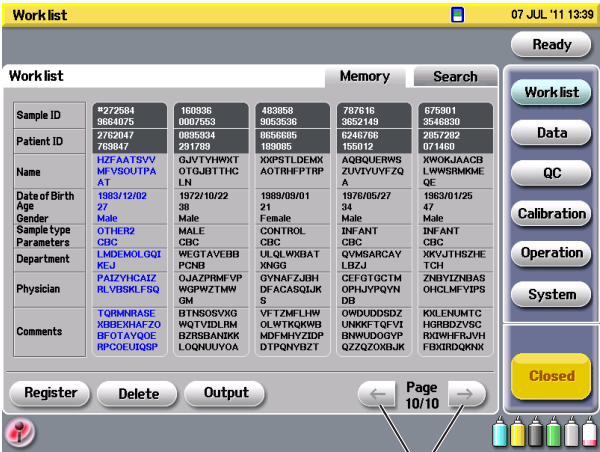 Work list
07 JUL '11 13:39
Ready
Work list
Memory
Search
Work list
Data
QC
Calibration
Operation
System
Closed
Sample ID
#272584 160936 483858 787616 675901
9664075 0007553 9053536 3652149 3546830
Patient ID
2762047 0895934 8656685 6246766 2857282
769847 291789 189085 155012 071460
Name
HZFAATSVV GJVTYHWXT XXPSTLDEMX AQBQUERWS XWOKJAACB
MFVSOUTPA OTGJBTTHC AOTRHFPTRP ZUVIYUYFZQ LWWSRMKME
AT LN A QE
Date of Birth 1983/12/02 1972/10/22 1989/09/01 1976/05/27 1963/01/25
Age 27 38 21 34 47
Gender Male Male Female Male Male
Sample type OTHER2 MALE CONTROL INFANT INFANT
Parameters CBC CBC CBC CBC CBC
Department
LMDEMOLGQI WEGTAVEBB ULQLWXBAT QVMSARCAY XKVJTHSZHE
KEJ PCNB XNGG LBZJ TCH
Physician
PAIZYHCAIZ OJAZPRMFVP GYNAFZJBH CEFGTGCTM ZNBYIZNBAS
RLVBSKLFSQ WGPWZTMW DFACASQIJK OPHJYPQYN OHCLMFYIPS
GM S DB
Comments
TQRMNRASE BTNSOSVXG VFTZMFLHW OWDUDDSDZ KXLENUMTC
XBBEXHAFZO WQTVIDLRM OLWTKQKWB UNKKFTQFVI HGRBDZVSC
BFOTAYQOE BZRSBANIKK MDFMHYZIDP BNWUDOGYP RXIWHFRJVH
RPCOEUIQSP LOQNUUYOA DTPQNYBZT QZZQZOXBJK FBXIRDQKNX
Register
Delete
Output
Page
10/10